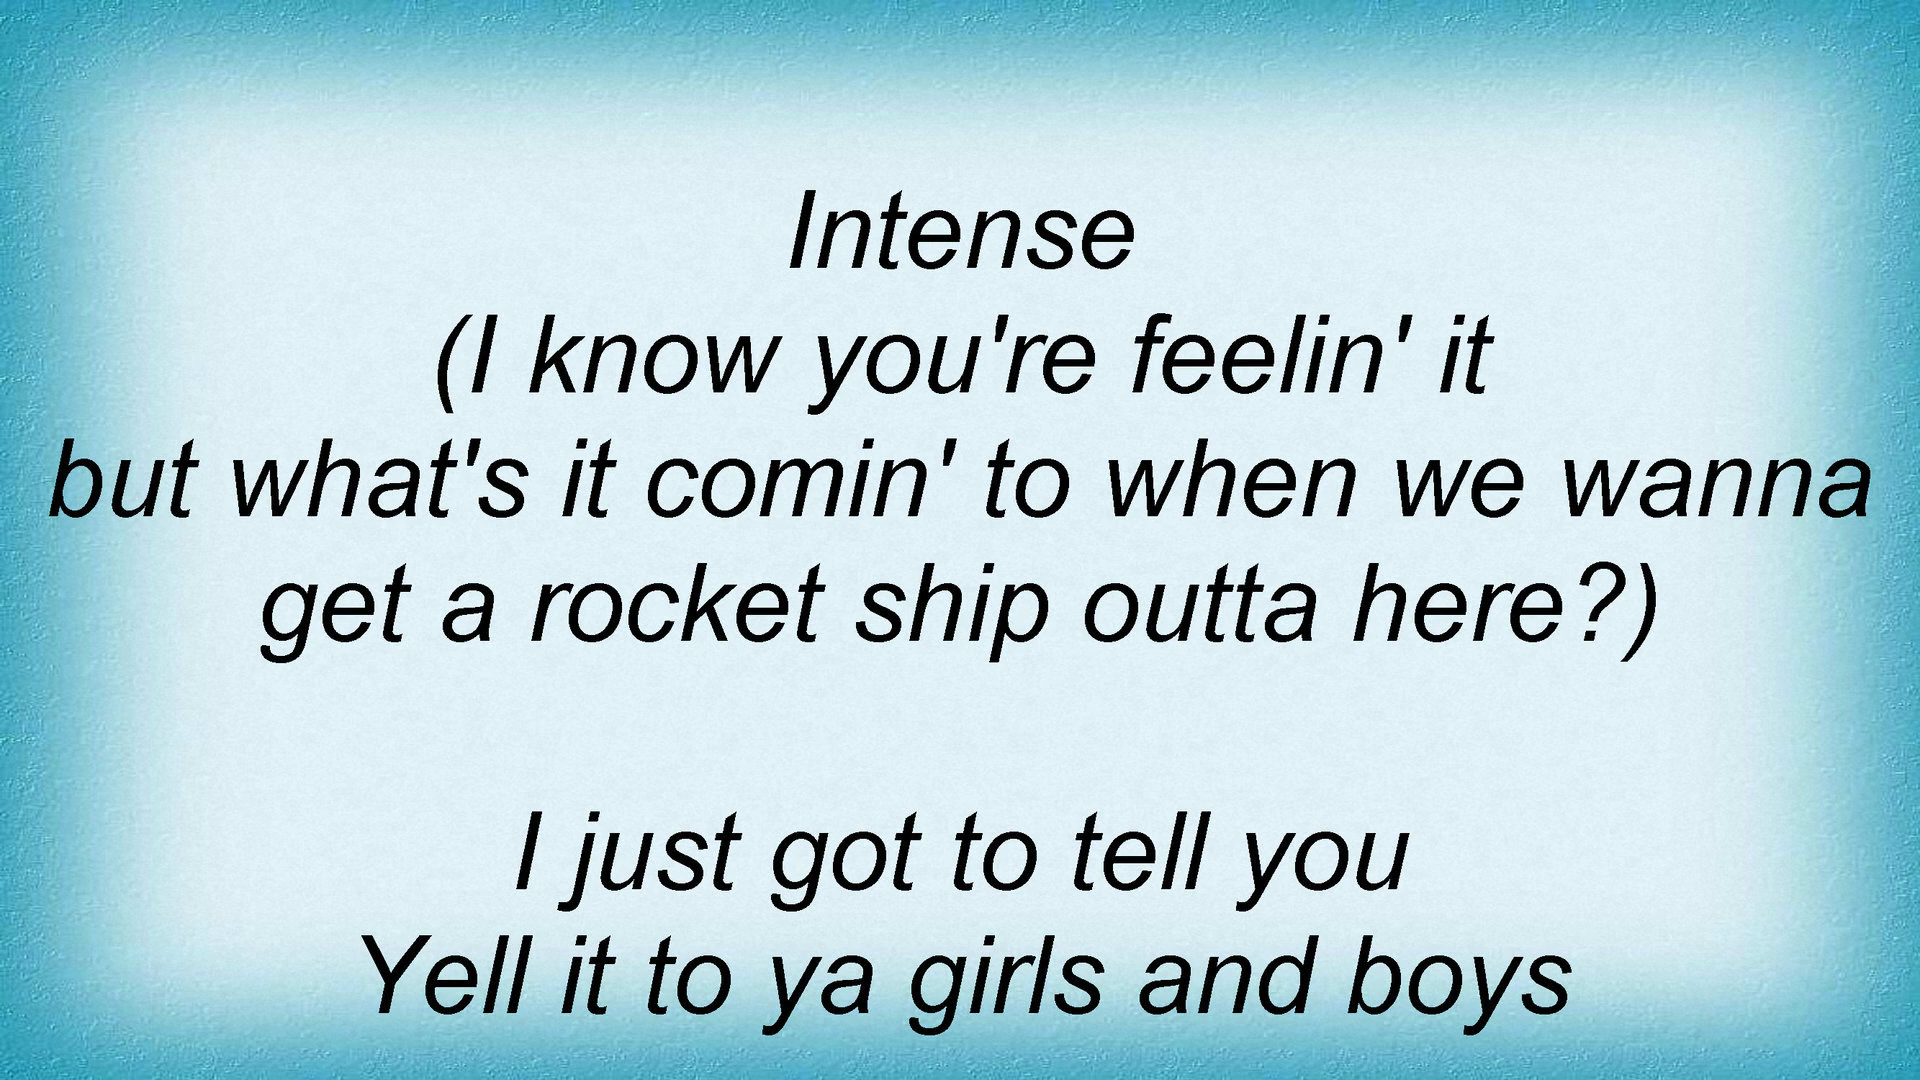 Intense
(I know you're feelin' it
but what's it comin' to when we wanna
get a rocket ship outta here?)
I just got to tell you
Yell it to ya girls and boys